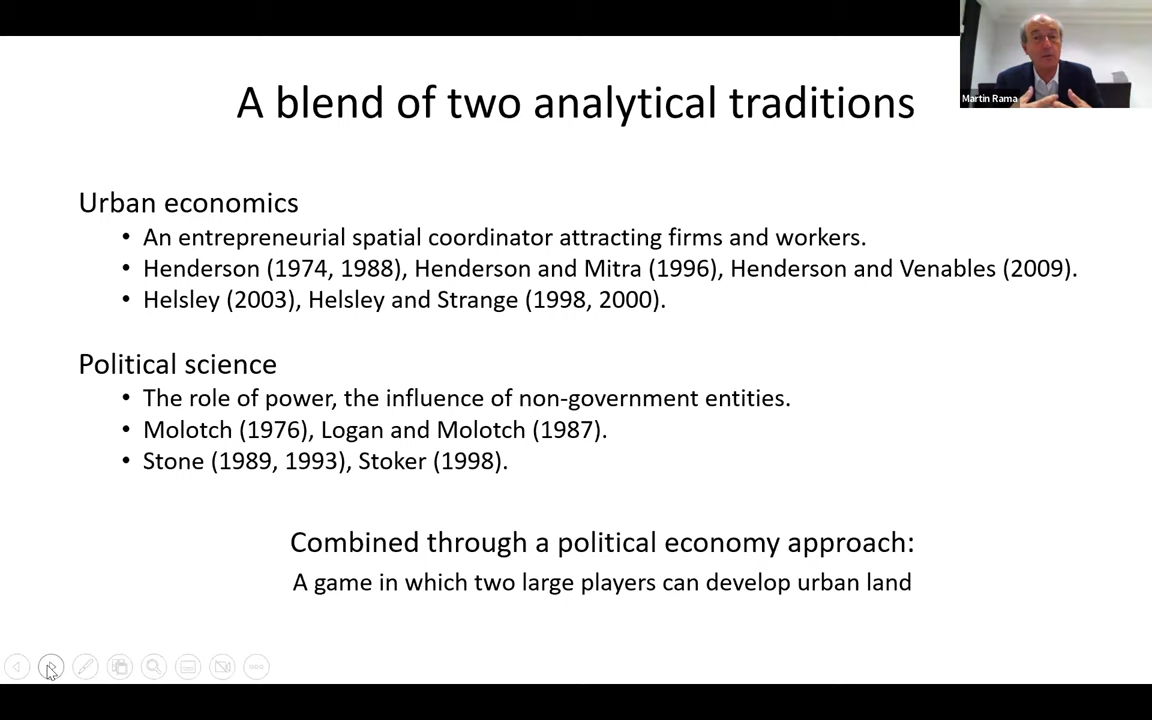 A blend of two analytical traditions
Martin Rama
Urban economics
• An entrepreneurial spatial coordinator attracting firms and workers.
• Henderson (1974, 1988), Henderson and Mitra (1996), Henderson and Venables (2009).
• Helsley (2003), Helsley and Strange (1998, 2000).
Political science
• The role of power, the influence of non-government entities.
• Molotch (1976), Logan and Molotch (1987).
• Stone (1989, 1993), Stoker (1998).
Combined through a political economy approach:
A game in which two large players can develop urban land